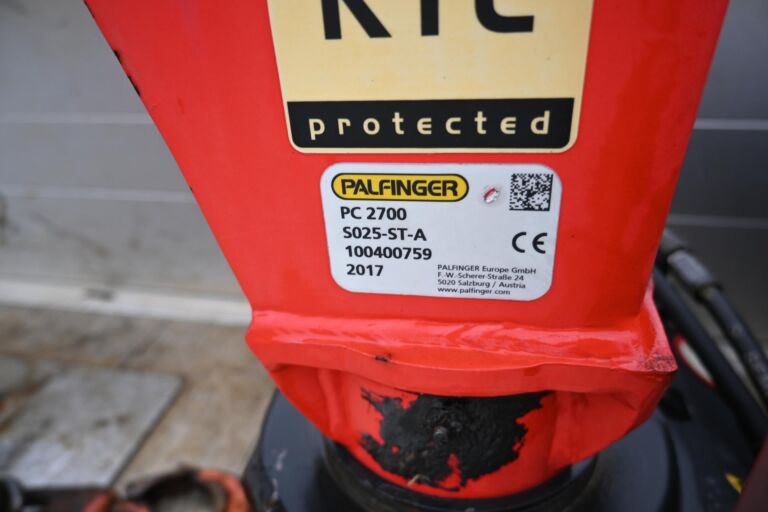 protected
PALFINGER
PC 2700
S025-ST-A
100400759
2017
CE
PALFINGER Europe GmbH
F.-W.-Scherer-Straße 24
5020 Salzburg / Austria
www.palfinger.com